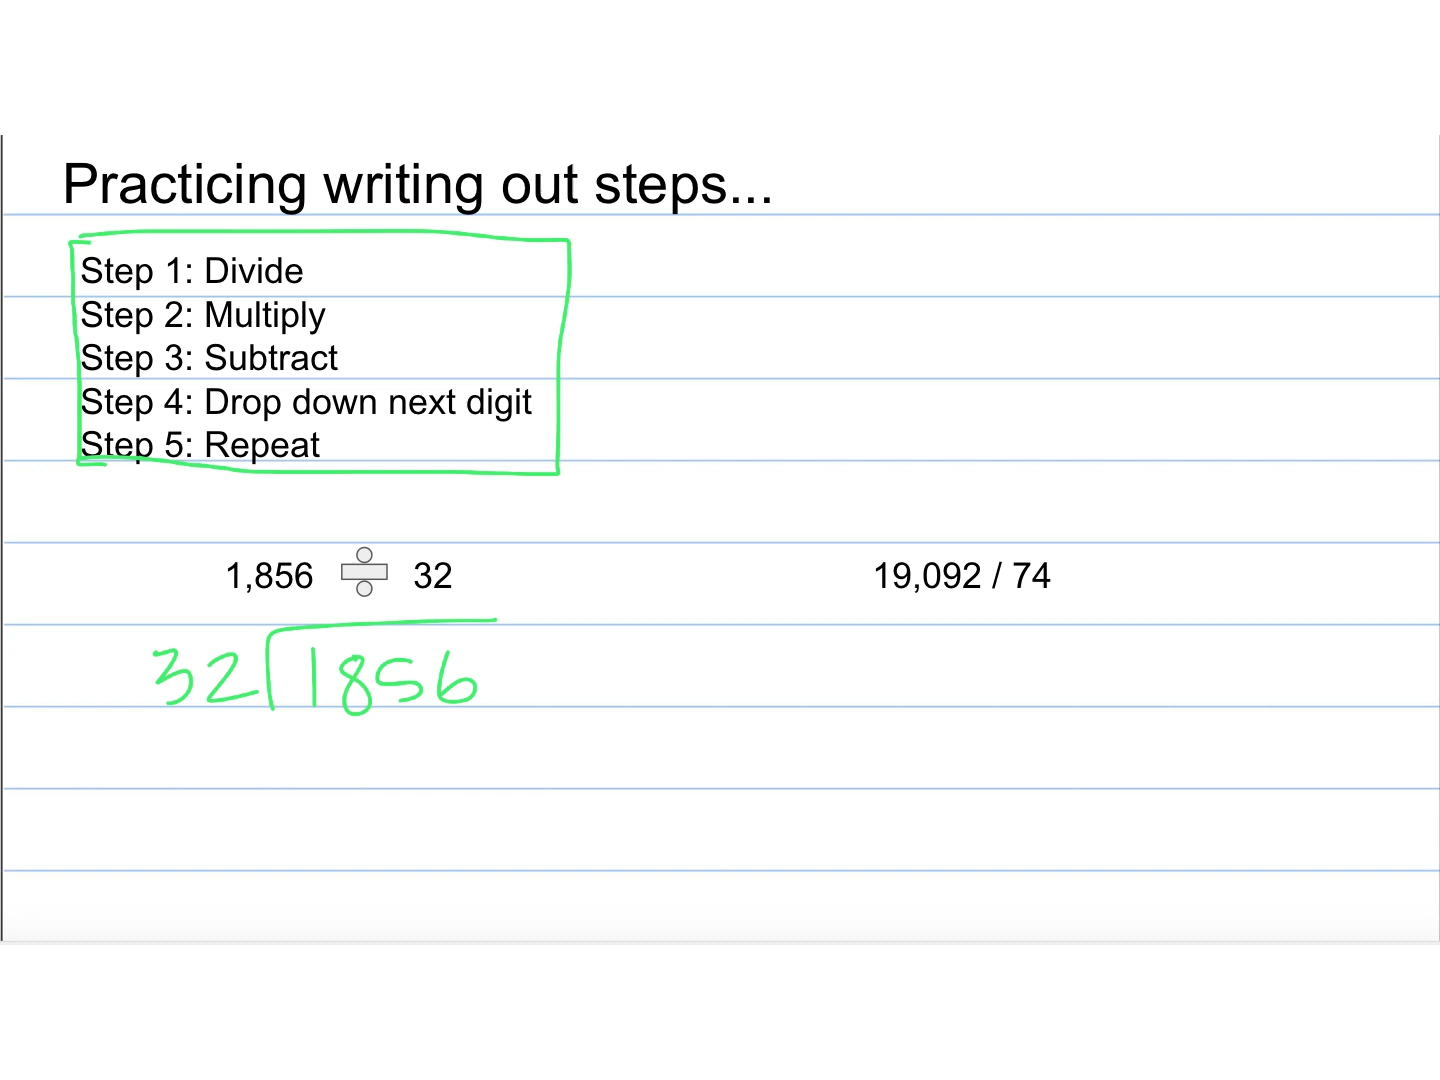 Practicing writing out steps...
Step 1: Divide
Step 2: Multiply
Step 3: Subtract
Step 4: Drop down next digit
Step 5: Repeat
1,856 ÷ 32
19,092 / 74
32 1856